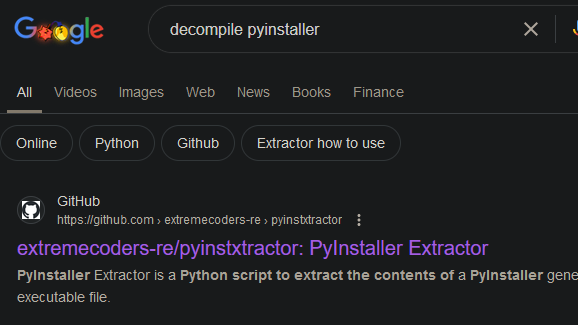 Google
decompile pyinstaller
All Videos Images Web News Books Finance
Online Python Github Extractor how to use
GitHub
https://github.com › extremecoders-re › pyinstxtractor
extremecoders-re/pyinstxtractor: PyInstaller Extractor
PyInstaller Extractor is a Python script to extract the contents of a PyInstaller gene
executable file.